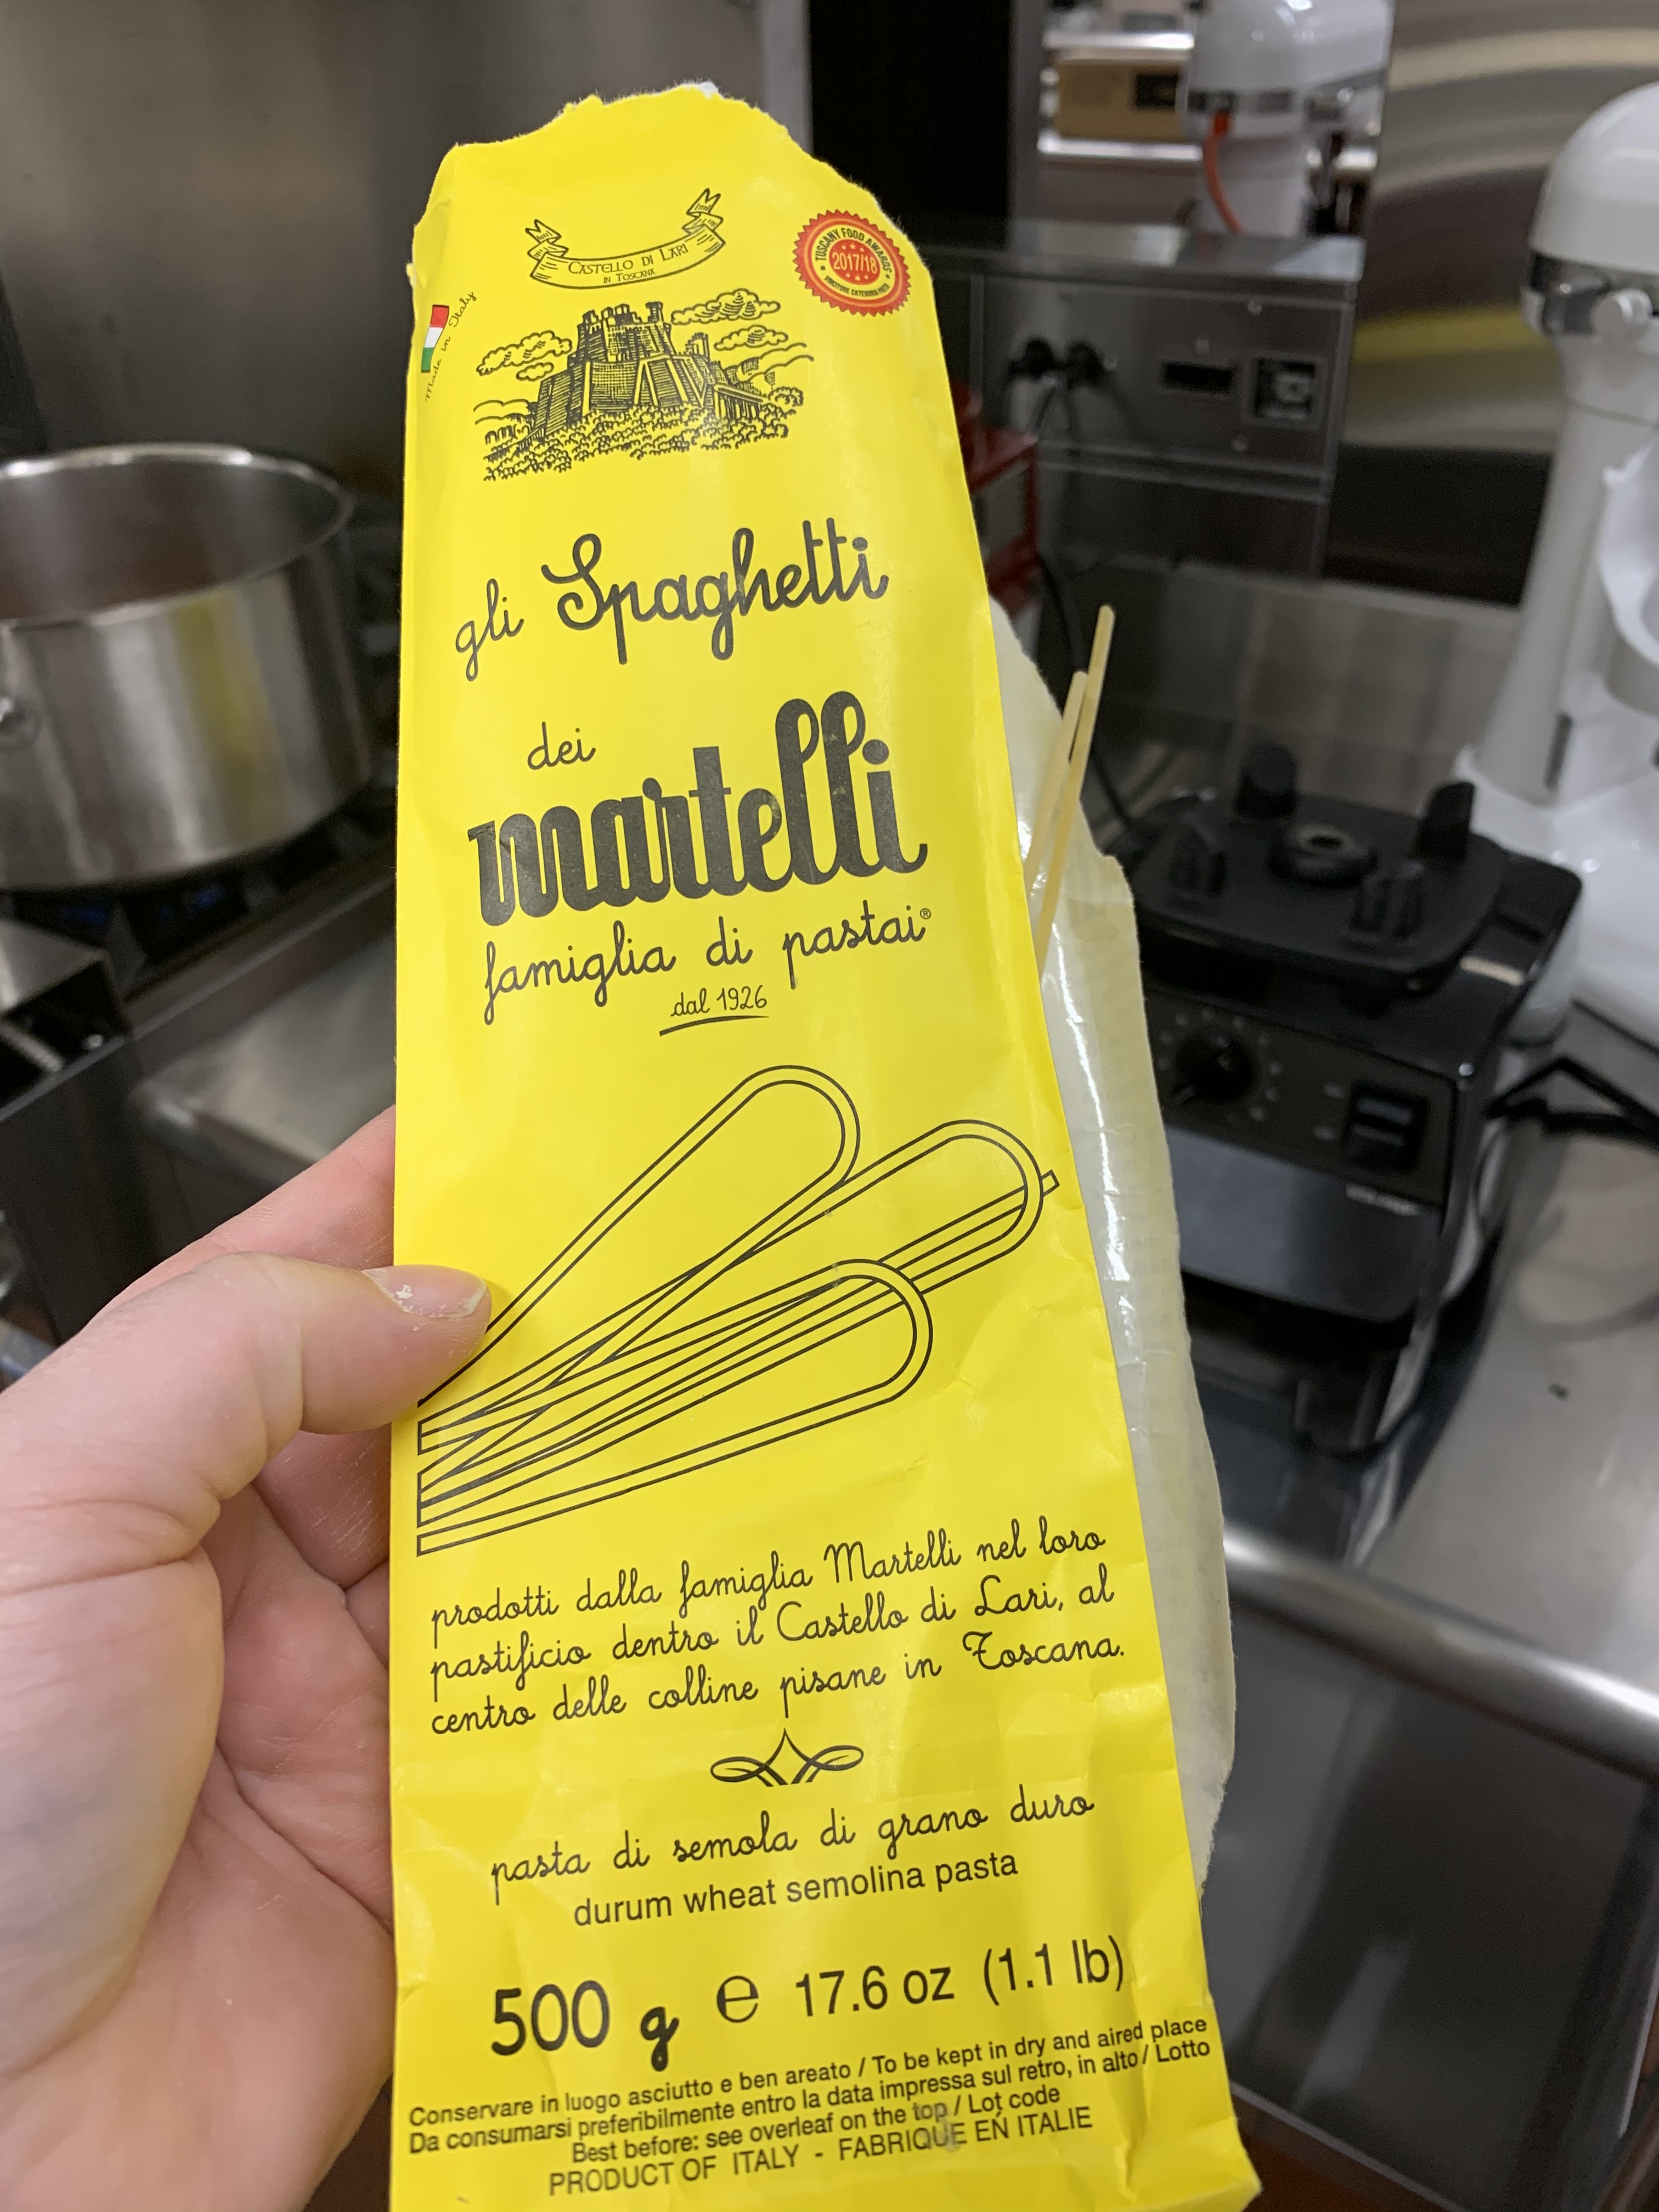 CASTELLO DI LARI
IN TOSCANA
TUSCANY FOOD AWARDS
2017/18
Made in Italy
gli Spaghetti
dei
martelli
famiglia di pastai®
dal 1926
prodotti dalla famiglia Martelli nel loro
pastificio dentro il Castello di Lari, al
centro delle colline pisane in Toscana.
pasta di semola di grano duro
durum wheat semolina pasta
500 g ℮ 17.6 oz (1.1 lb)
Conservare in luogo asciutto e ben areato / To be kept in dry and aired place
Da consumarsi preferibilmente entro la data impressa sul retro, in alto / Lotto
Best before: see overleaf on the top / Lot code
PRODUCT OF ITALY - FABRIQUE EN ITALIE